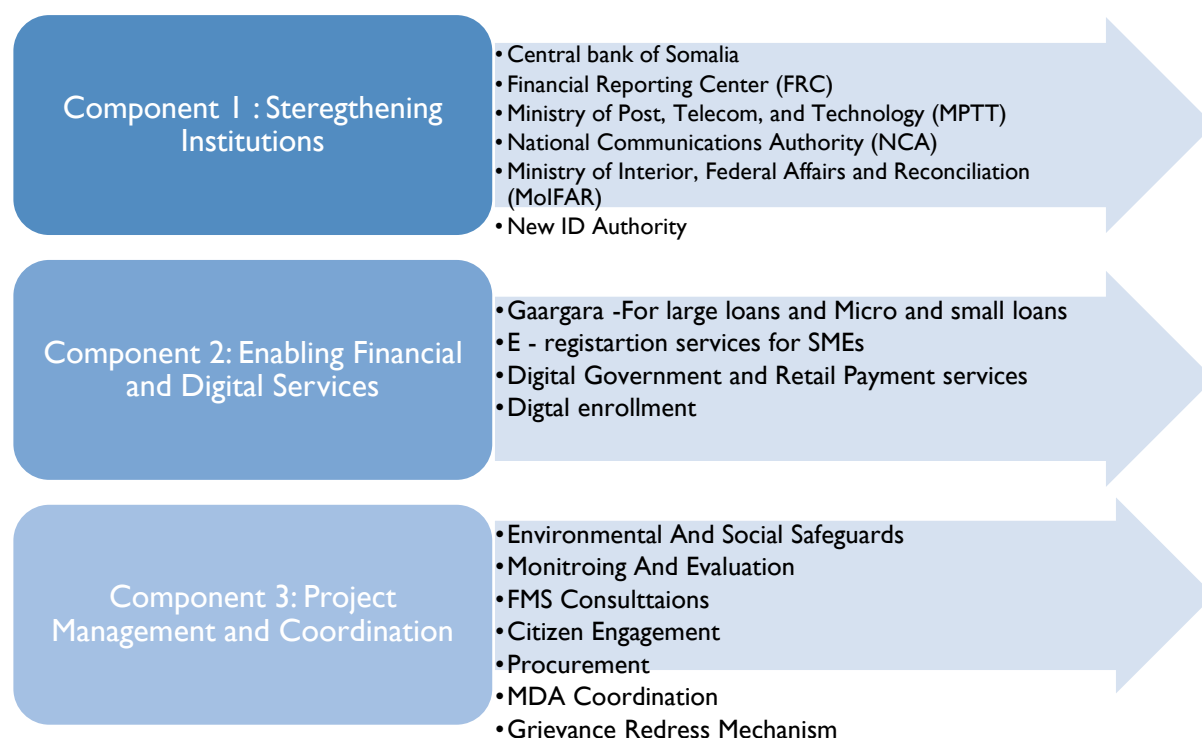 Component 1 : Steregthening
Institutions
• Central bank of Somalia
• Financial Reporting Center (FRC)
• Ministry of Post, Telecom, and Technology (MPTT)
• National Communications Authority (NCA)
• Ministry of Interior, Federal Affairs and Reconciliation
(MoIFAR)
• New ID Authority
Component 2: Enabling Financial
and Digital Services
• Gaargara -For large loans and Micro and small loans
• E - registartion services for SMEs
• Digital Government and Retail Payment services
• Digtal enrollment
Component 3: Project
Management and Coordination
• Environmental And Social Safeguards
• Monitroing And Evaluation
• FMS Consulttaions
• Citizen Engagement
• Procurement
• MDA Coordination
• Grievance Redress Mechanism